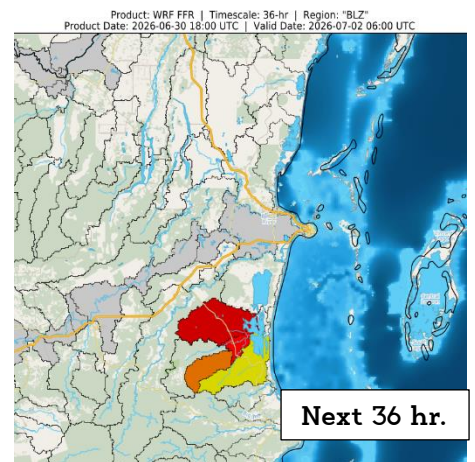 Product: WRF FFR | Timescale: 36-hr | Region: "BLZ"
Product Date: 2026-06-30 18:00 UTC | Valid Date: 2026-07-02 06:00 UTC
Next 36 hr.